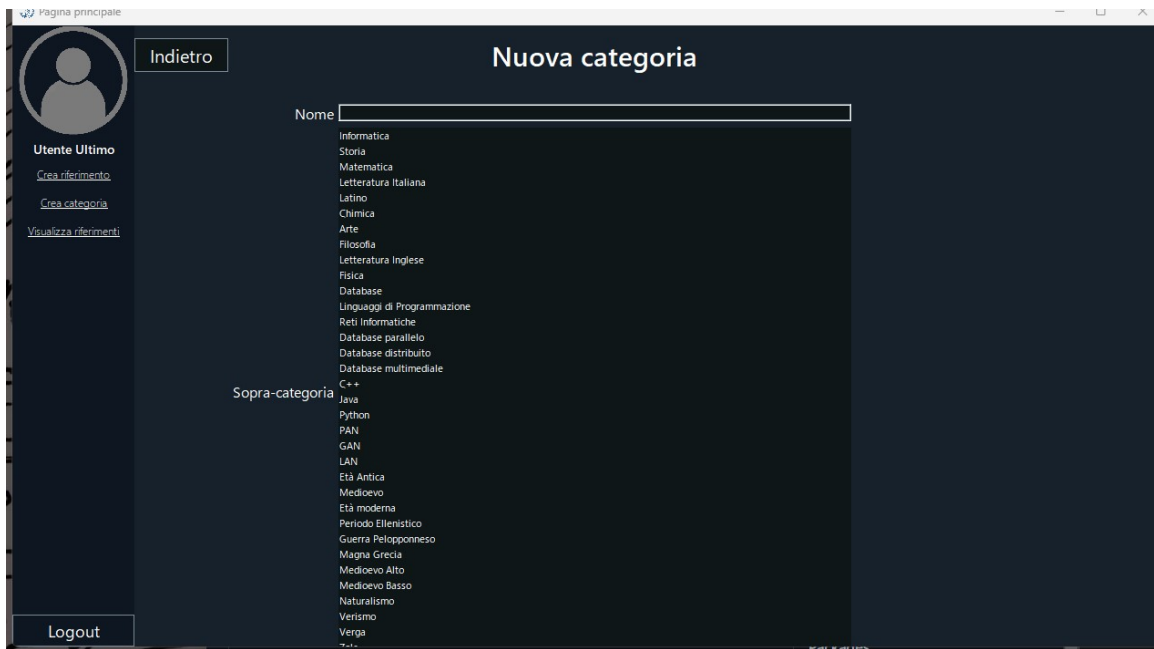 Pagina principale
Indietro
Nuova categoria
Nome
Utente Ultimo
Crea riferimento
Crea categoria
Visualizza riferimenti
Logout
Sopra-categoria
Informatica
Storia
Matematica
Letteratura Italiana
Latino
Chimica
Arte
Filosofia
Letteratura Inglese
Fisica
Database
Linguaggi di Programmazione
Reti Informatiche
Database parallelo
Database distribuito
Database multimediale
C++
Java
Python
PAN
GAN
LAN
Età Antica
Medioevo
Età moderna
Periodo Ellenistico
Guerra Pelopponneso
Magna Grecia
Medioevo Alto
Medioevo Basso
Naturalismo
Verismo
Verga